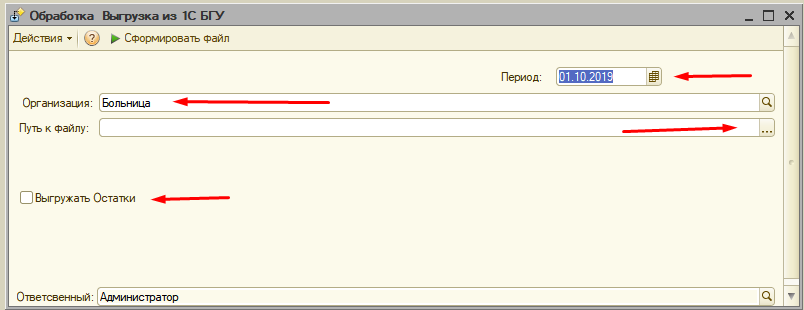 Обработка Выгрузка из 1С БГУ
Действия ? Сформировать файл
Период: 01.10.2019
Организация: Больница
Путь к файлу: ...
Выгружать Остатки
Ответсвенный: Администратор